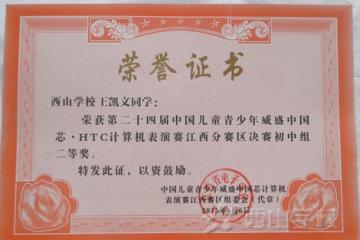 荣誉证书
西山学校王凯文同学：
荣获第二十四届中国儿童青少年威盛中国
芯·HTC计算机表演赛江西分赛区决赛初中组
二等奖。
特发此证，以资鼓励。
中国儿童青少年威盛中国芯计算机
表演赛江西赛区组委会（代章）
西山学校